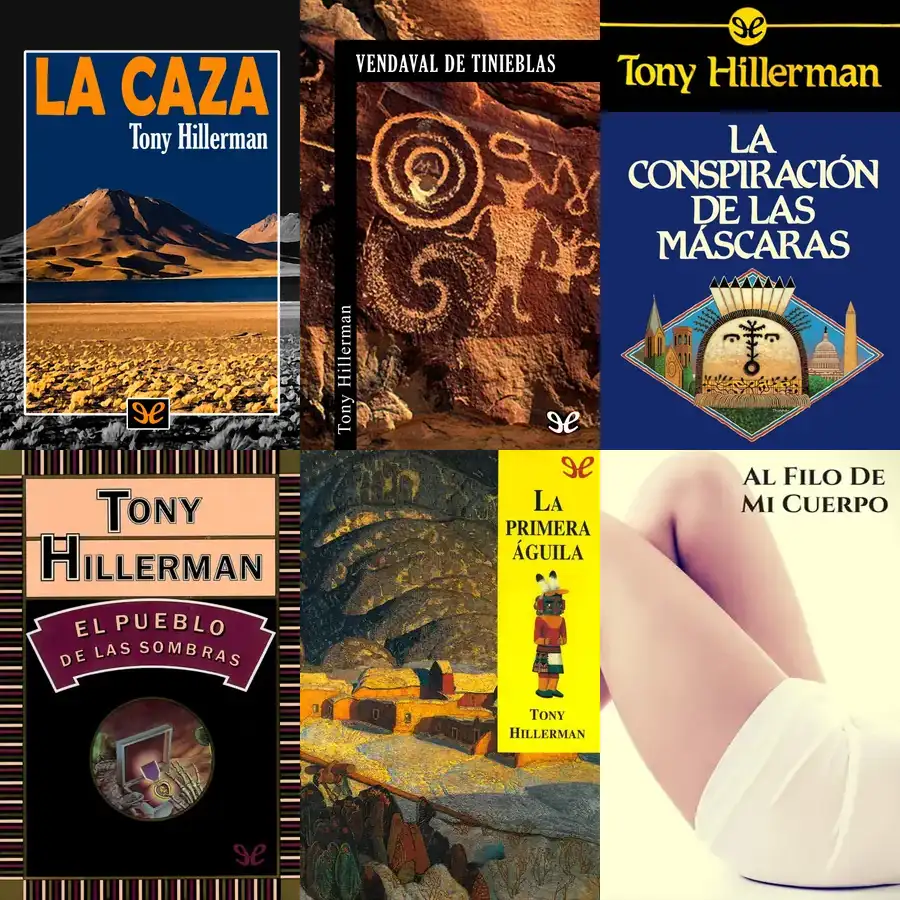 LA CAZA
Tony Hillerman
VENDAVAL DE TINIEBLAS
Tony Hillerman
Tony Hillerman
LA
CONSPIRACIÓN
DE LAS
MÁSCARAS
TONY
HILLERMAN
EL PUEBLO
DE LAS SOMBRAS
LA
PRIMERA
ÁGUILA
TONY
HILLERMAN
AL FILO DE
MI CUERPO